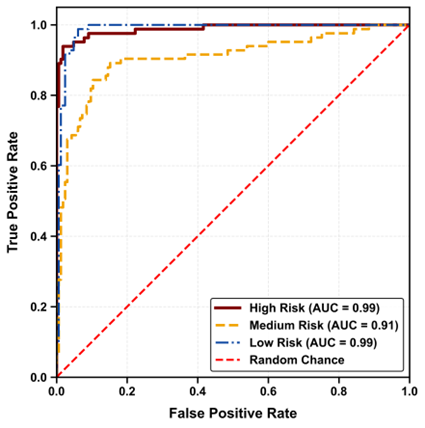 True Positive Rate
1.0
0.8
0.6
0.4
0.2
0.0
High Risk (AUC = 0.99)
Medium Risk (AUC = 0.91)
Low Risk (AUC = 0.99)
Random Chance
0.0 0.2 0.4 0.6 0.8 1.0
False Positive Rate